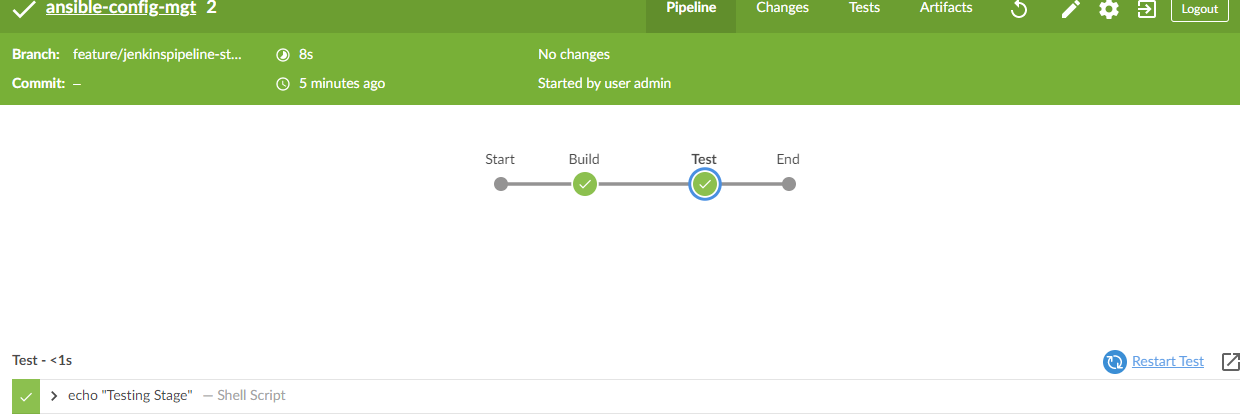 ansible-config-mgt 2 Pipeline Changes Tests Artifacts Logout
Branch: feature/jenkinspipeline-st... 8s No changes
Commit: – 5 minutes ago Started by user admin
Start Build Test End
Test - <1s Restart Test
echo "Testing Stage" — Shell Script